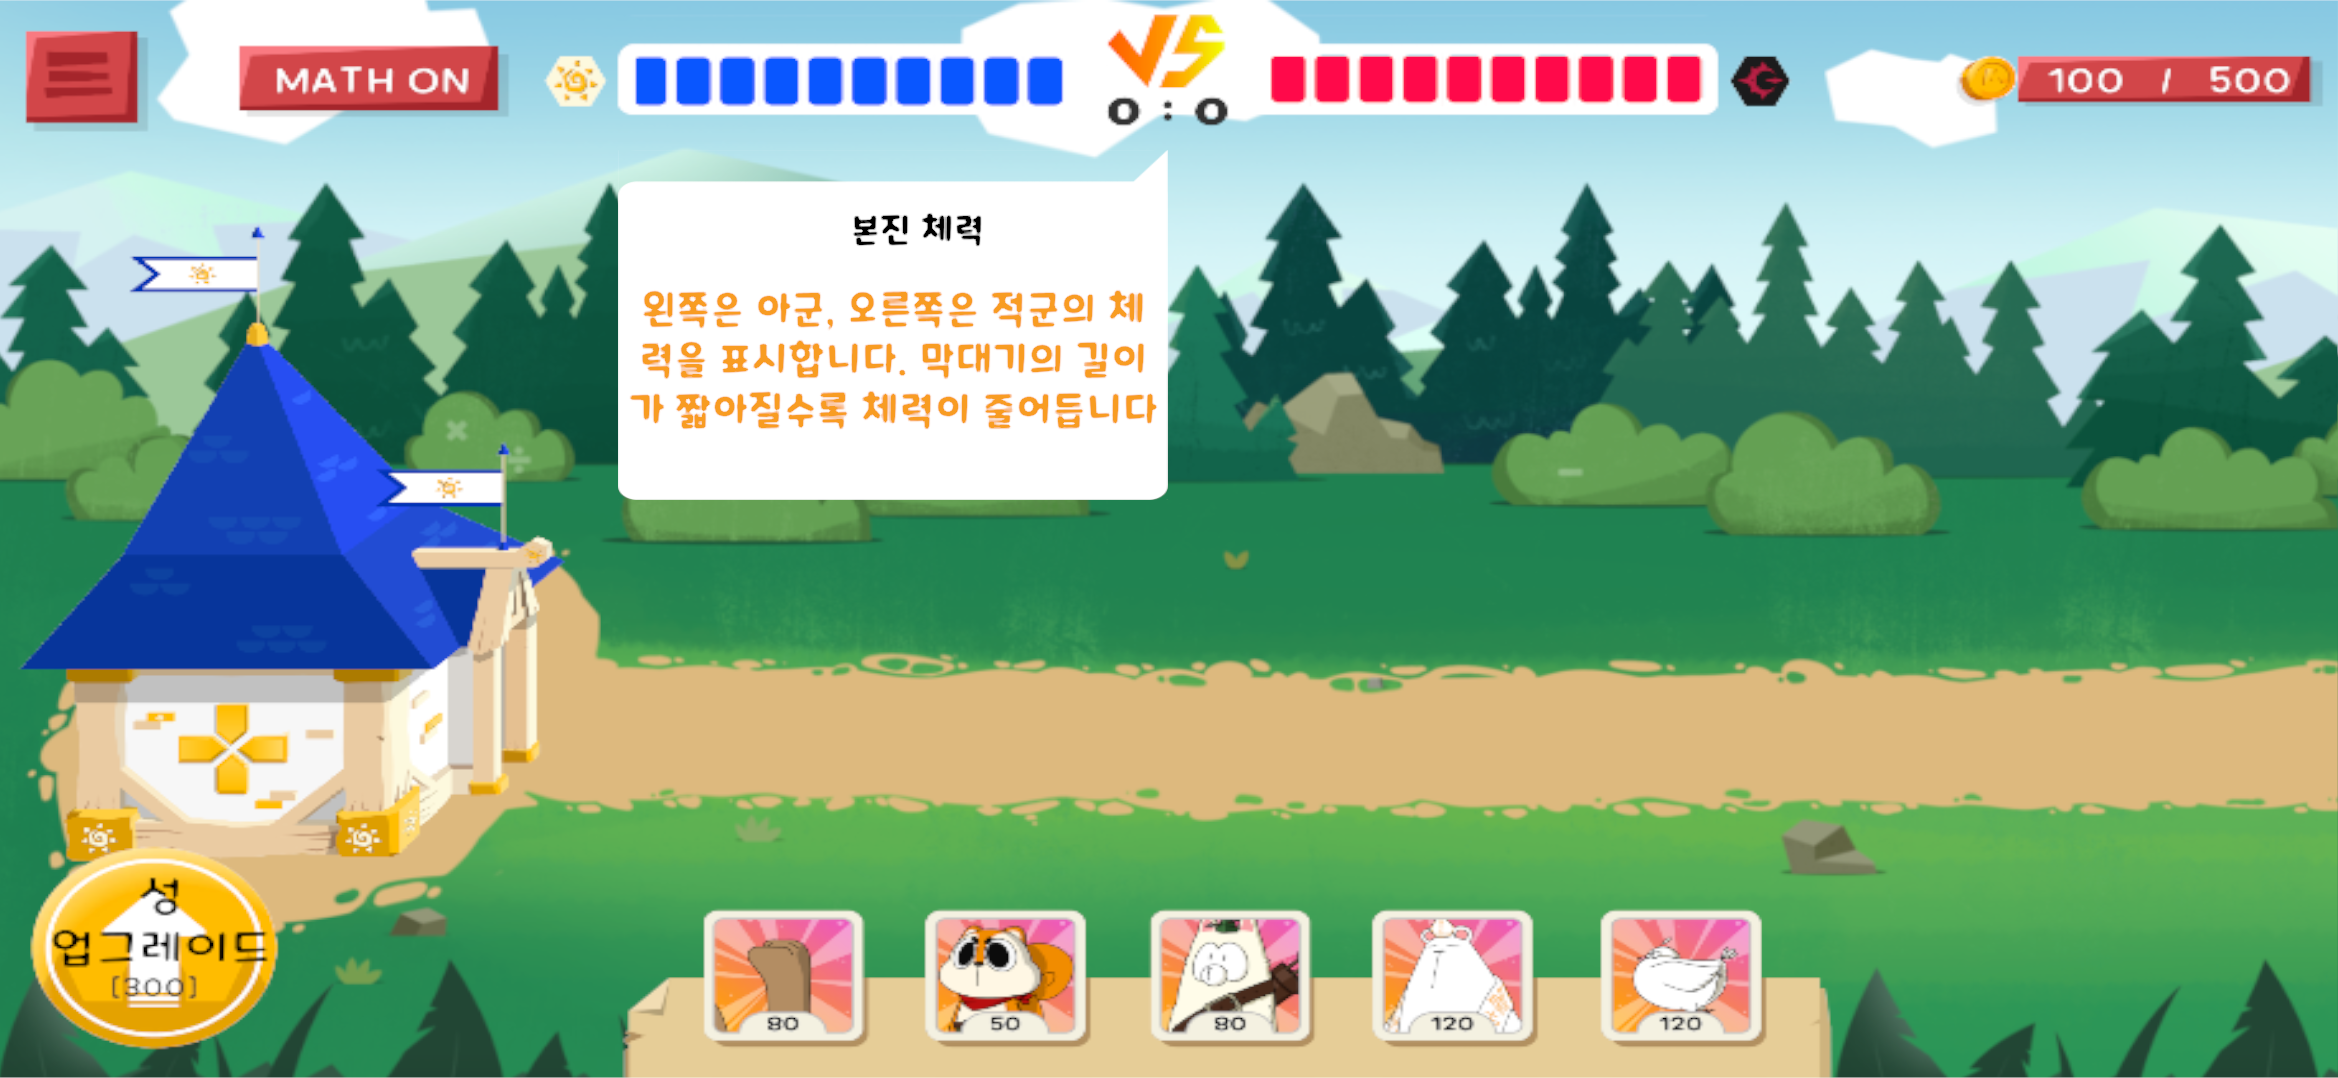 MATH ON
VS
0 : 0
100 / 500
본진 체력
왼쪽은 아군, 오른쪽은 적군의 체
력을 표시합니다. 막대기의 길이
가 짧아질수록 체력이 줄어듭니다
성
업그레이드
[300]
80
50
80
120
120